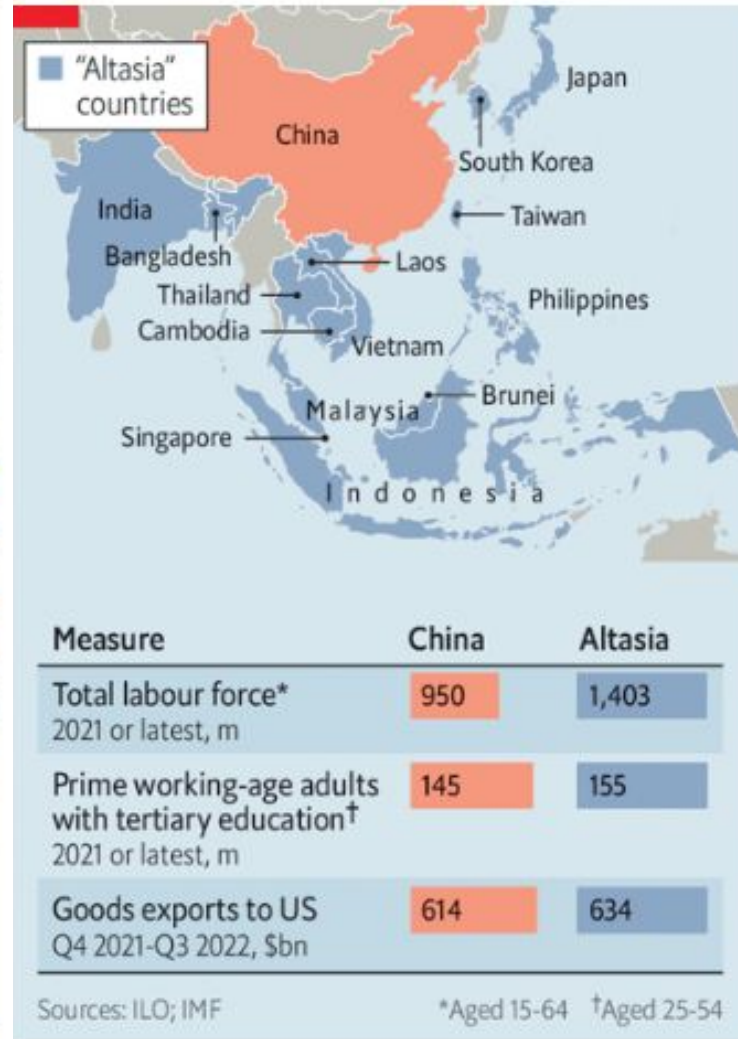 "Altasia"
countries
Japan
China
South Korea
India
Taiwan
Bangladesh
Laos
Thailand
Philippines
Cambodia
Vietnam
Brunei
Malaysia
Singapore
Indonesia
Measure China Altasia
Total labour force* 950 1,403
2021 or latest, m
Prime working-age adults 145 155
with tertiary education†
2021 or latest, m
Goods exports to US 614 634
Q4 2021-Q3 2022, $bn
Sources: ILO; IMF *Aged 15-64 †Aged 25-54